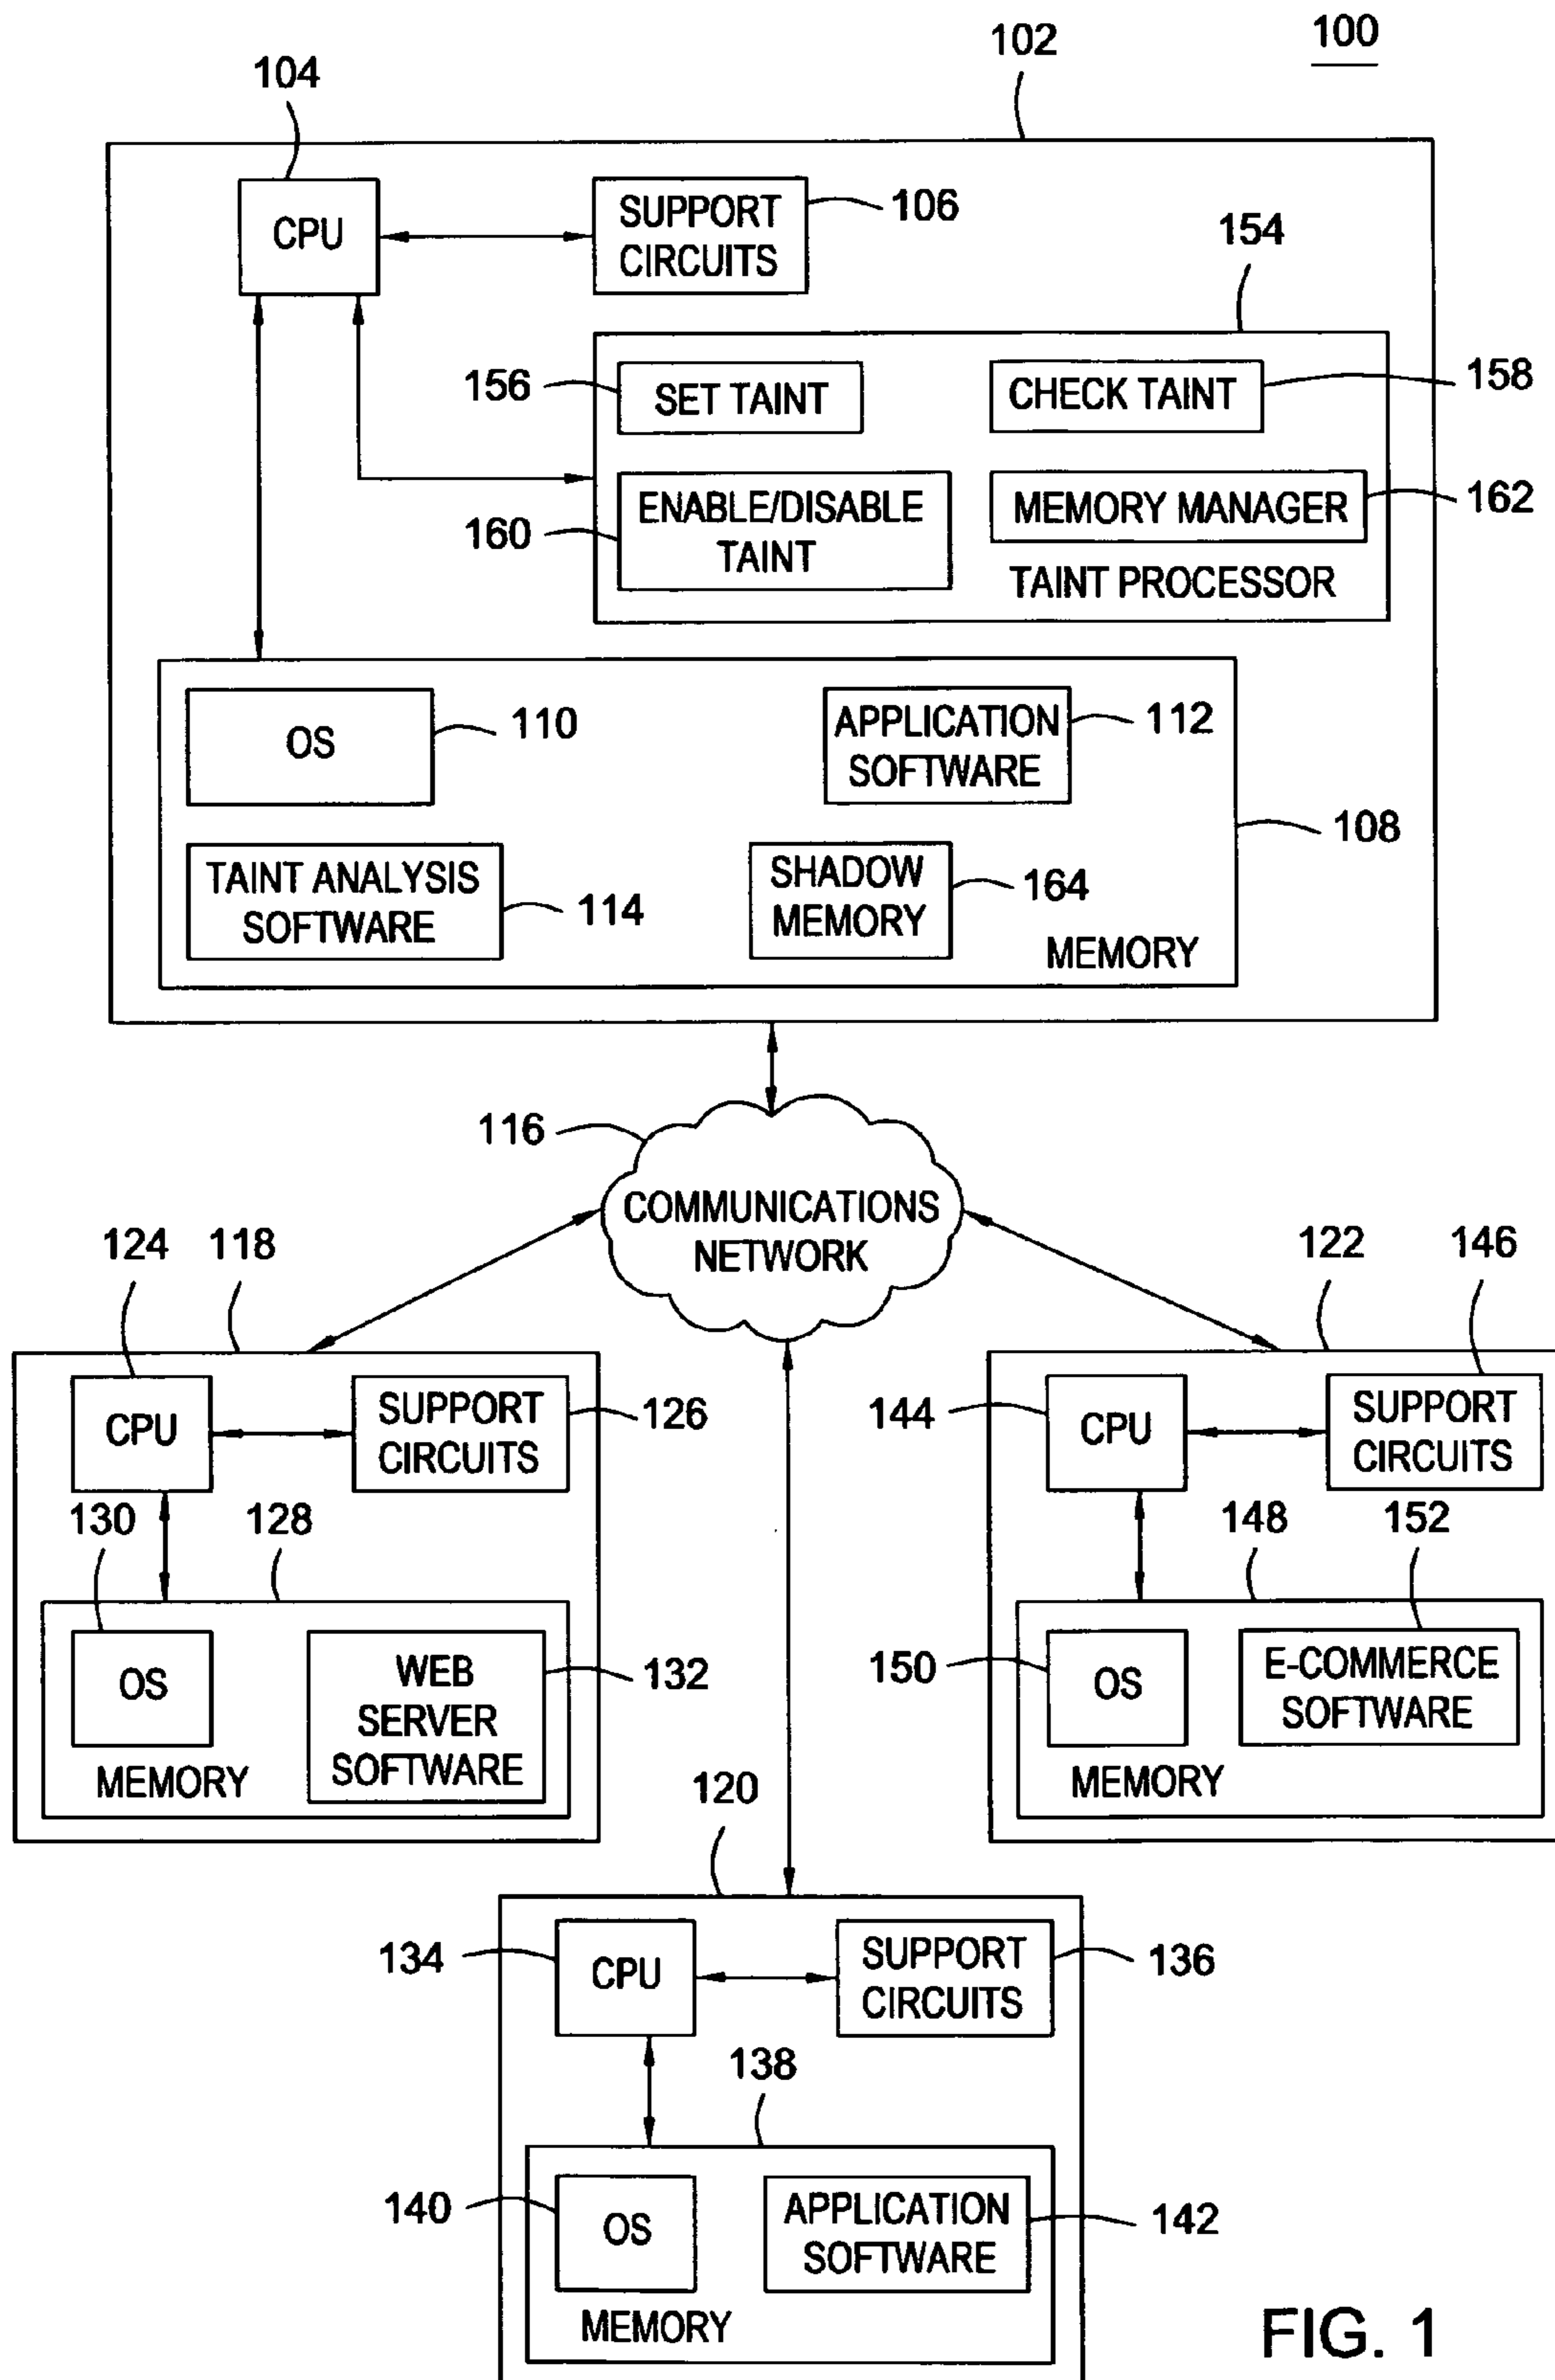 100
102
104
CPU
SUPPORT
CIRCUITS
106
154
156
SET TAINT
CHECK TAINT
158
160
ENABLE/DISABLE
TAINT
MEMORY MANAGER
162
TAINT PROCESSOR
OS
110
APPLICATION
SOFTWARE
112
108
TAINT ANALYSIS
SOFTWARE
114
SHADOW
MEMORY
164
MEMORY
116
COMMUNICATIONS
NETWORK
124
118
CPU
SUPPORT
CIRCUITS
126
130
128
OS
WEB
SERVER
SOFTWARE
132
MEMORY
122
146
144
CPU
SUPPORT
CIRCUITS
148
152
150
OS
E-COMMERCE
SOFTWARE
MEMORY
120
134
CPU
SUPPORT
CIRCUITS
136
138
140
OS
APPLICATION
SOFTWARE
142
MEMORY
FIG. 1